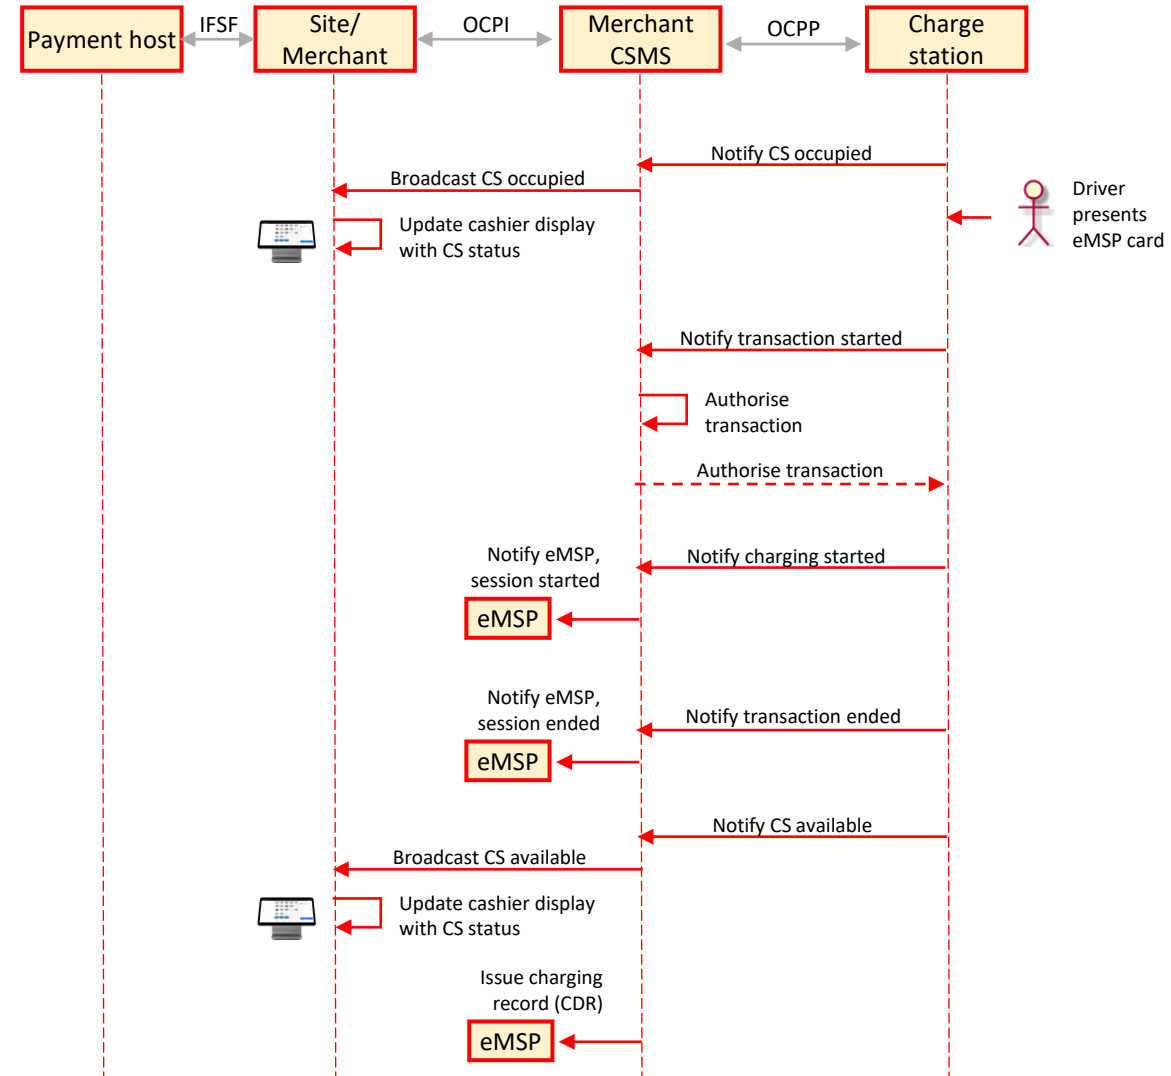 Payment host
IFSF
Site/
Merchant
OCPI
Merchant
CSMS
OCPP
Charge
station
Notify CS occupied
Broadcast CS occupied
Driver
presents
eMSP card
Update cashier display
with CS status
Notify transaction started
Authorise
transaction
Authorise transaction
Notify eMSP,
session started
Notify charging started
eMSP
Notify eMSP,
session ended
Notify transaction ended
eMSP
Notify CS available
Broadcast CS available
Update cashier display
with CS status
Issue charging
record (CDR)
eMSP